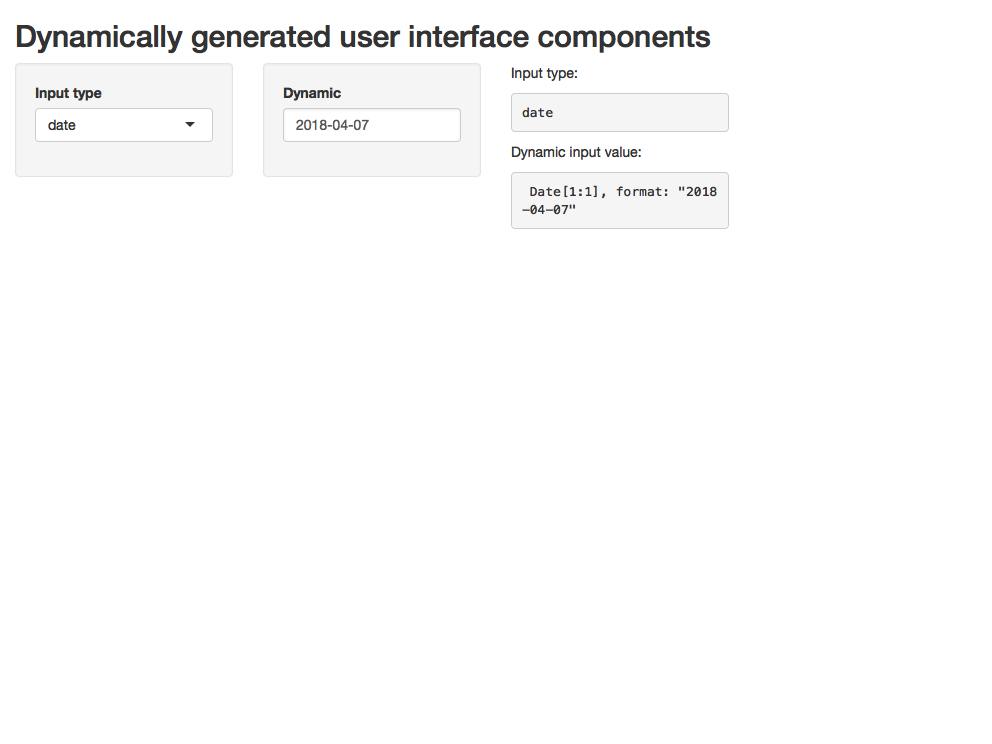 Dynamically generated user interface components
Input type
date
Dynamic
2018-04-07
Input type:
date
Dynamic input value:
Date[1:1], format: "2018
-04-07"